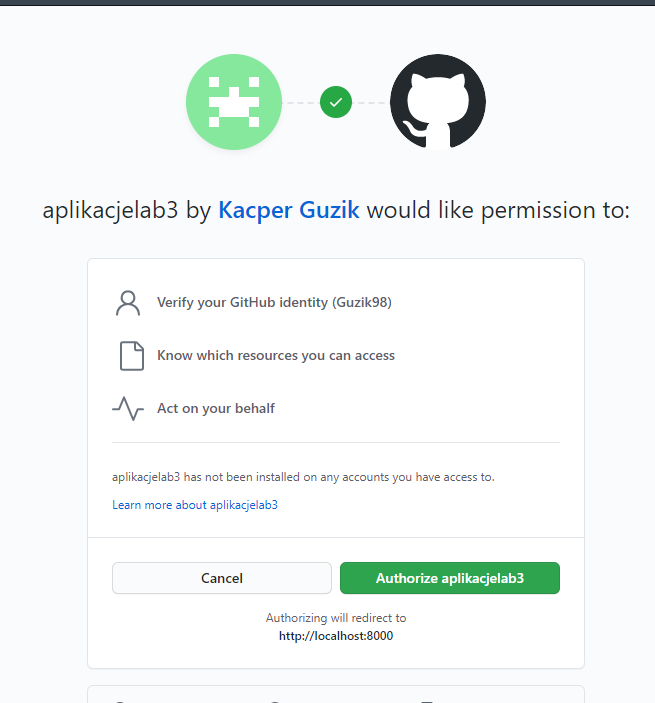 aplikacjelab3 by Kacper Guzik would like permission to:
Verify your GitHub identity (Guzik98)
Know which resources you can access
Act on your behalf
aplikacjelab3 has not been installed on any accounts you have access to.
Learn more about aplikacjelab3
Cancel
Authorize aplikacjelab3
Authorizing will redirect to
http://localhost:8000